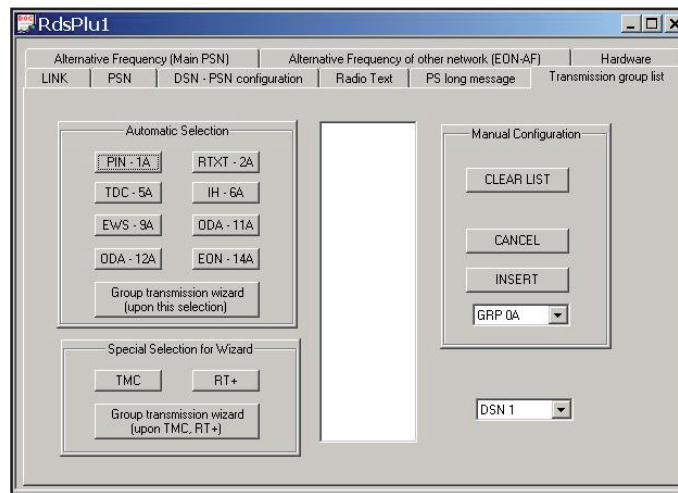 RdsPlu1
Alternative Frequency (Main PSN)
Alternative Frequency of other network (EON-AF)
Hardware
LINK
PSN
DSN - PSN configuration
Radio Text
PS long message
Transmission group list
Automatic Selection
PIN - 1A
RTXT - 2A
TDC - 5A
IH - 6A
EWS - 9A
ODA - 11A
ODA - 12A
EON - 14A
Group transmission wizard
(upon this selection)
Special Selection for Wizard
TMC
RT+
Group transmission wizard
(upon TMC, RT+)
Manual Configuration
CLEAR LIST
CANCEL
INSERT
GRP 0A
DSN 1